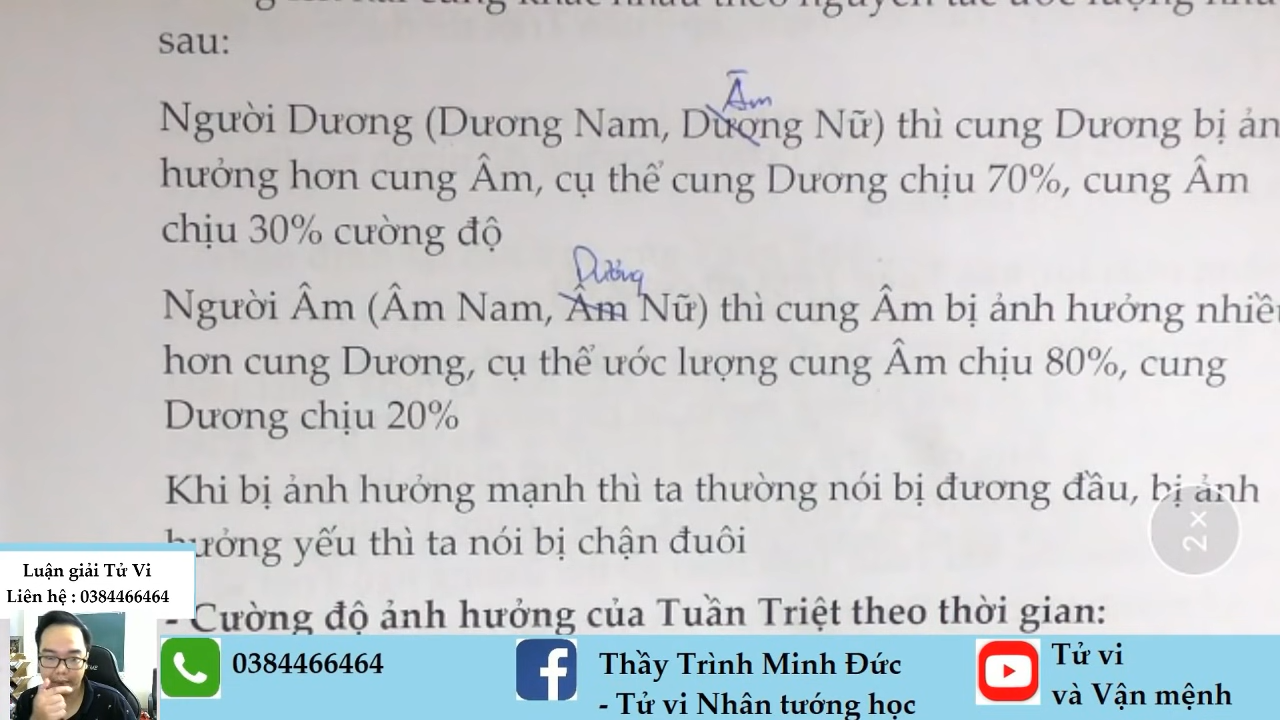 sau:
Âm
Người Dương (Dương Nam, Dương Nữ) thì cung Dương bị
hưởng hơn cung Âm, cụ thể cung Dương chịu 70%, cung Âm
chịu 30% cường độ
Dương
Người Âm (Âm Nam, Âm Nữ) thì cung Âm bị ảnh hưởng
hơn cung Dương, cụ thể ước lượng cung Âm chịu 80%, cung
Dương chịu 20%
Khi bị ảnh hưởng mạnh thì ta thường nói bị đương đầu, bị ảnh
hưởng yếu thì ta nói bị chận đuôi
- Cường độ ảnh hưởng của Tuần Triệt theo thời gian:
2×
Luận giải Tử Vi
Liên hệ : 0384466464
0384466464
Thầy Trình Minh Đức
- Tử vi Nhân tướng học
Tử vi
và Vận mệnh